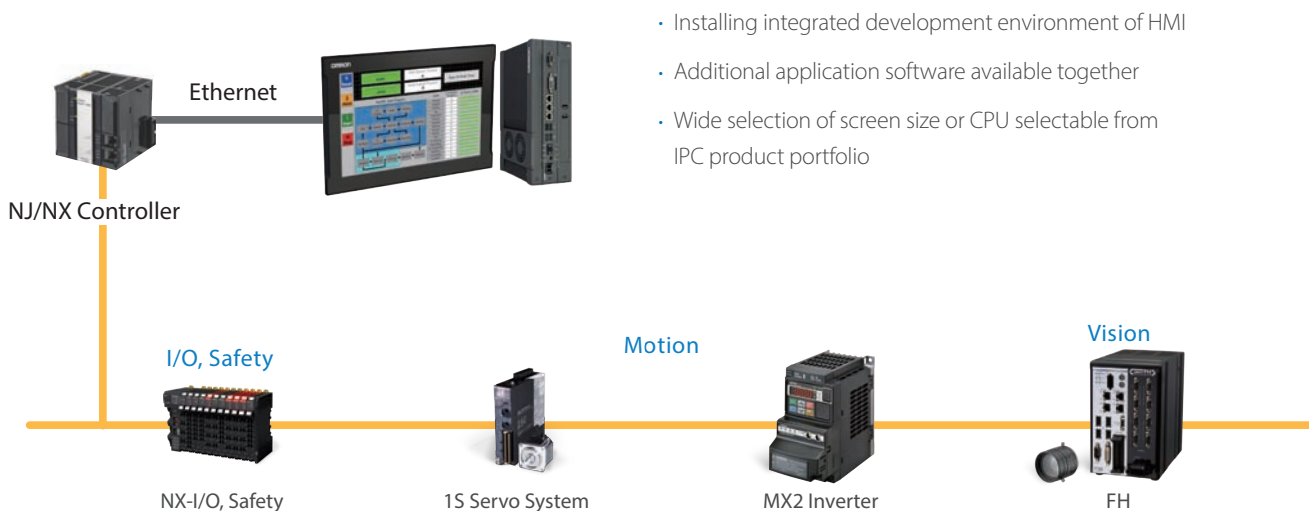 · Installing integrated development environment of HMI
· Additional application software available together
· Wide selection of screen size or CPU selectable from
IPC product portfolio
OMRON
Ethernet
NJ/NX Controller
I/O, Safety
Motion
Vision
NX-I/O, Safety
1S Servo System
MX2 Inverter
FH